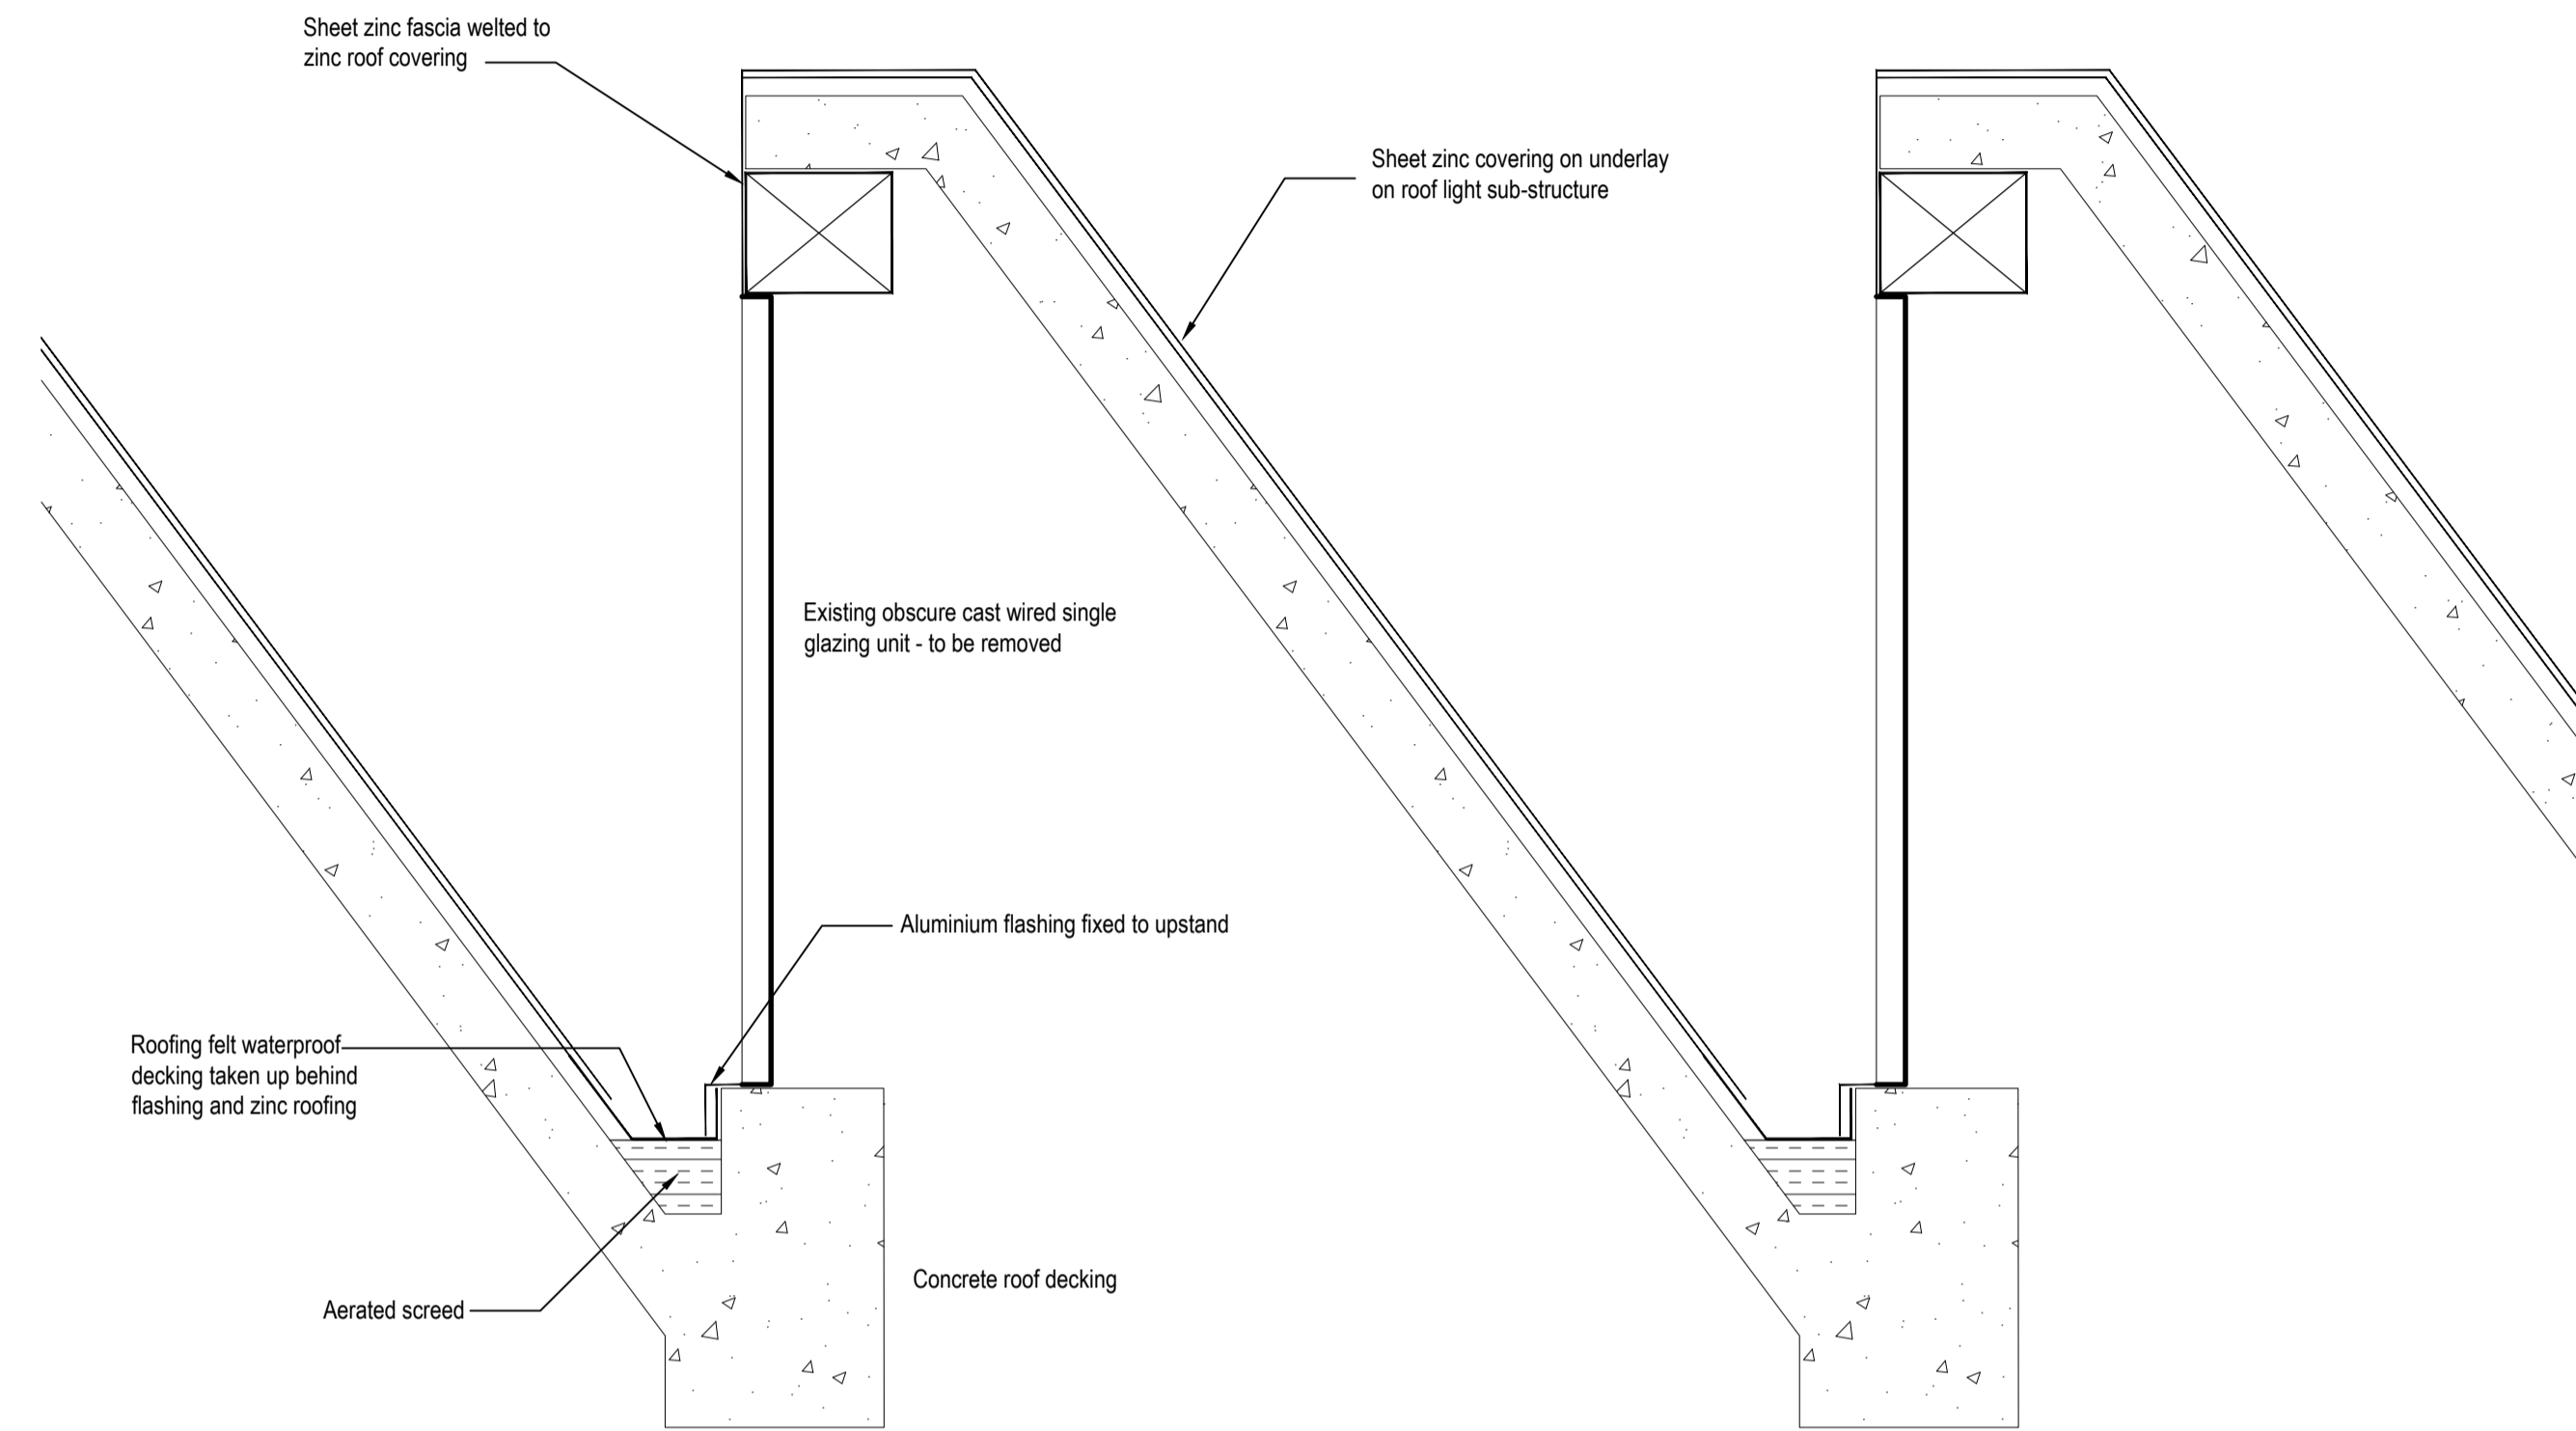 Sheet zinc fascia welted to
zinc roof covering
Sheet zinc covering on underlay
on roof light sub-structure
Existing obscure cast wired single
glazing unit - to be removed
Aluminium flashing fixed to upstand
Roofing felt waterproof
decking taken up behind
flashing and zinc roofing
Concrete roof decking
Aerated screed